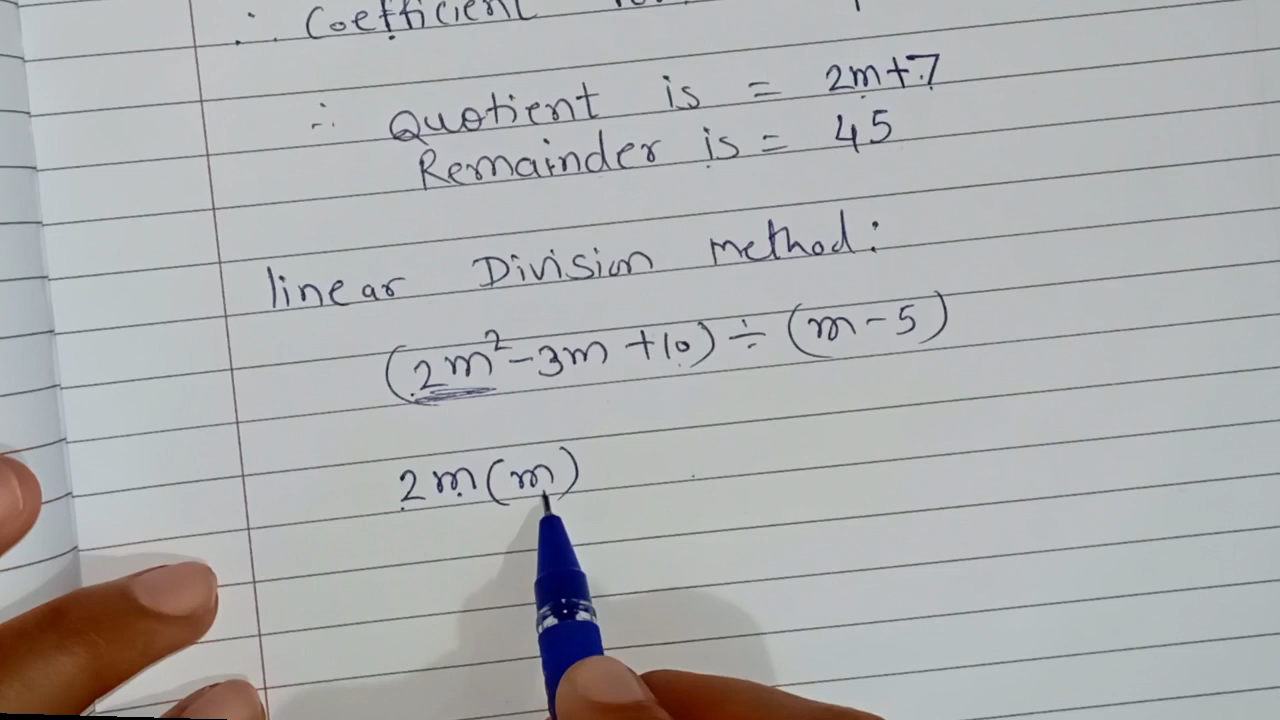 ∴ Coefficient
∴ Quotient is = 2m+7
Remainder is = 45
linear Division method:
(2m²-3m+10) ÷ (m-5)
2m(m)